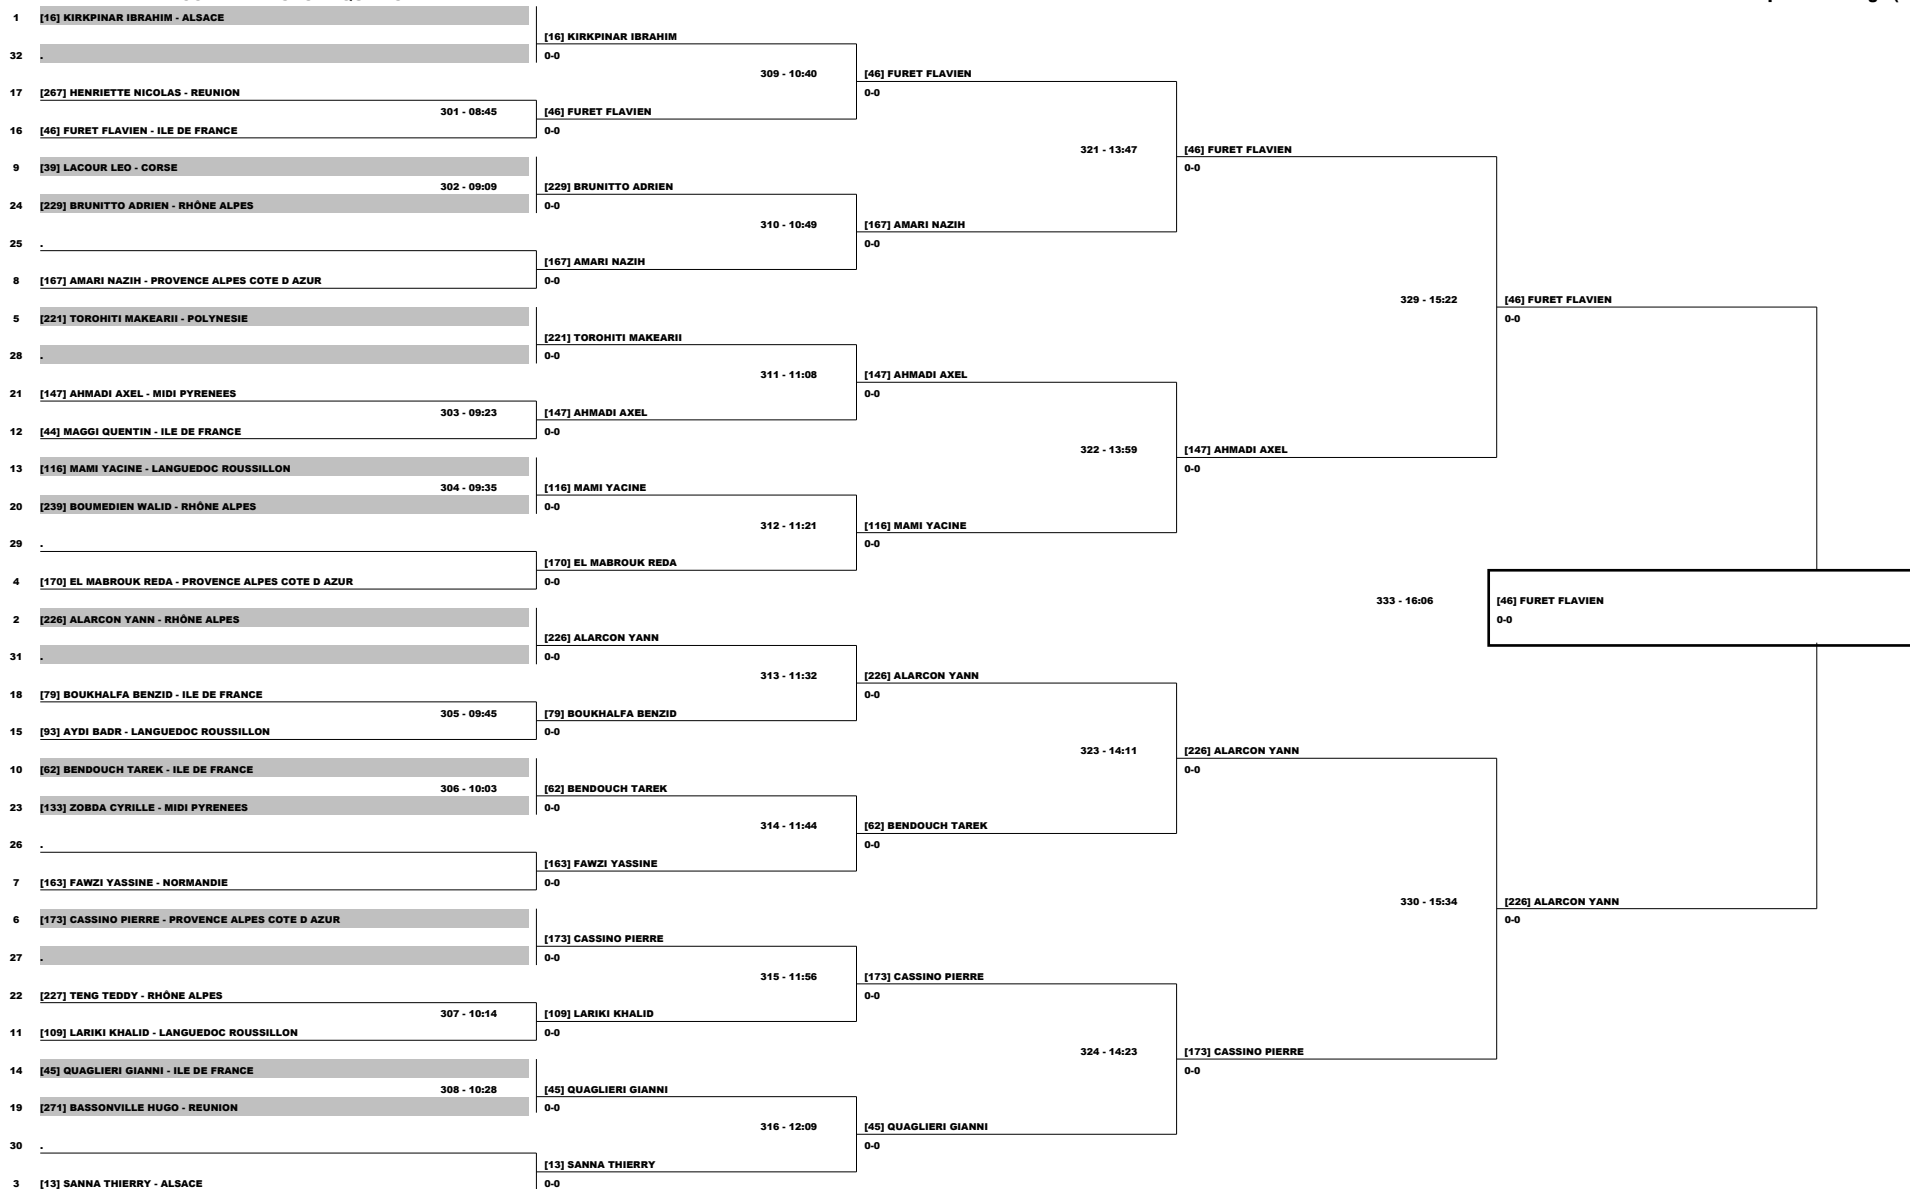 1 [16] KIRKPINAR IBRAHIM - ALSACE
[16] KIRKPINAR IBRAHIM
32 . 0-0
309 - 10:40 [46] FURET FLAVIEN
17 [267] HENRIETTE NICOLAS - REUNION 0-0
301 - 08:45 [46] FURET FLAVIEN
16 [46] FURET FLAVIEN - ILE DE FRANCE 0-0
321 - 13:47 [46] FURET FLAVIEN
9 [39] LACOUR LEO - CORSE 0-0
302 - 09:09 [229] BRUNITTO ADRIEN
24 [229] BRUNITTO ADRIEN - RHÔNE ALPES 0-0
310 - 10:49 [167] AMARI NAZIH
25 . 0-0
[167] AMARI NAZIH
8 [167] AMARI NAZIH - PROVENCE ALPES COTE D AZUR 0-0
329 - 15:22 [46] FURET FLAVIEN
5 [221] TOROHITI MAKEARII - POLYNESIE 0-0
[221] TOROHITI MAKEARII
28 . 0-0
311 - 11:08 [147] AHMADI AXEL
21 [147] AHMADI AXEL - MIDI PYRENEES 0-0
303 - 09:23 [147] AHMADI AXEL
12 [44] MAGGI QUENTIN - ILE DE FRANCE 0-0
322 - 13:59 [147] AHMADI AXEL
13 [116] MAMI YACINE - LANGUEDOC ROUSSILLON 0-0
304 - 09:35 [116] MAMI YACINE
20 [239] BOUMEDIEN WALID - RHÔNE ALPES 0-0
312 - 11:21 [116] MAMI YACINE
29 . 0-0
[170] EL MABROUK REDA
4 [170] EL MABROUK REDA - PROVENCE ALPES COTE D AZUR 0-0
333 - 16:06 [46] FURET FLAVIEN
2 [226] ALARCON YANN - RHÔNE ALPES 0-0
[226] ALARCON YANN
31 . 0-0
313 - 11:32 [226] ALARCON YANN
18 [79] BOUKHALFA BENZID - ILE DE FRANCE 0-0
305 - 09:45 [79] BOUKHALFA BENZID
15 [93] AYDI BADR - LANGUEDOC ROUSSILLON 0-0
323 - 14:11 [226] ALARCON YANN
10 [62] BENDOUCH TAREK - ILE DE FRANCE 0-0
306 - 10:03 [62] BENDOUCH TAREK
23 [133] ZOBDA CYRILLE - MIDI PYRENEES 0-0
314 - 11:44 [62] BENDOUCH TAREK
26 . 0-0
[163] FAWZI YASSINE
7 [163] FAWZI YASSINE - NORMANDIE 0-0
330 - 15:34 [226] ALARCON YANN
6 [173] CASSINO PIERRE - PROVENCE ALPES COTE D AZUR 0-0
[173] CASSINO PIERRE
27 . 0-0
315 - 11:56 [173] CASSINO PIERRE
22 [227] TENG TEDDY - RHÔNE ALPES 0-0
307 - 10:14 [109] LARIKI KHALID
11 [109] LARIKI KHALID - LANGUEDOC ROUSSILLON 0-0
324 - 14:23 [173] CASSINO PIERRE
14 [45] QUAGLIERI GIANNI - ILE DE FRANCE 0-0
308 - 10:28 [45] QUAGLIERI GIANNI
19 [271] BASSONVILLE HUGO - REUNION 0-0
316 - 12:09 [45] QUAGLIERI GIANNI
30 . 0-0
[13] SANNA THIERRY
3 [13] SANNA THIERRY - ALSACE 0-0